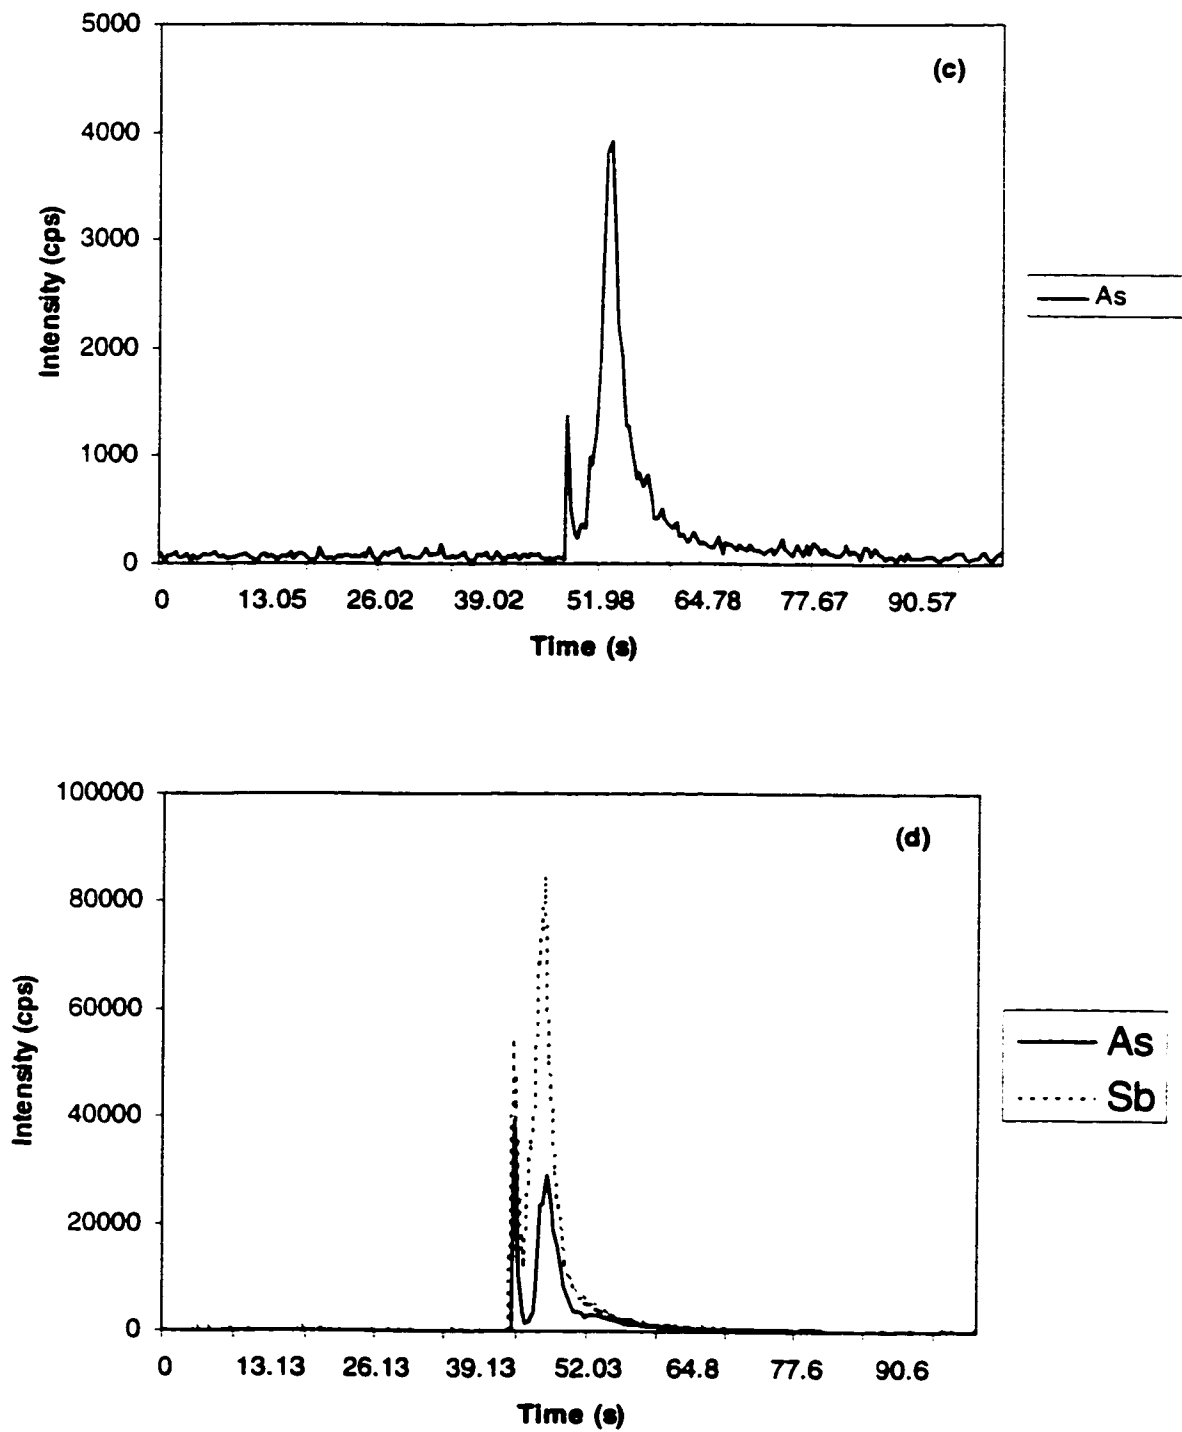 5000
(c)
4000
3000
Intensity (cps)
As
2000
1000
0
0 13.05 26.02 39.02 51.98 64.78 77.67 90.57
Time (s)
100000
(d)
80000
60000
Intensity (cps)
As
Sb
40000
20000
0
0 13.13 26.13 39.13 52.03 64.8 77.6 90.6
Time (s)